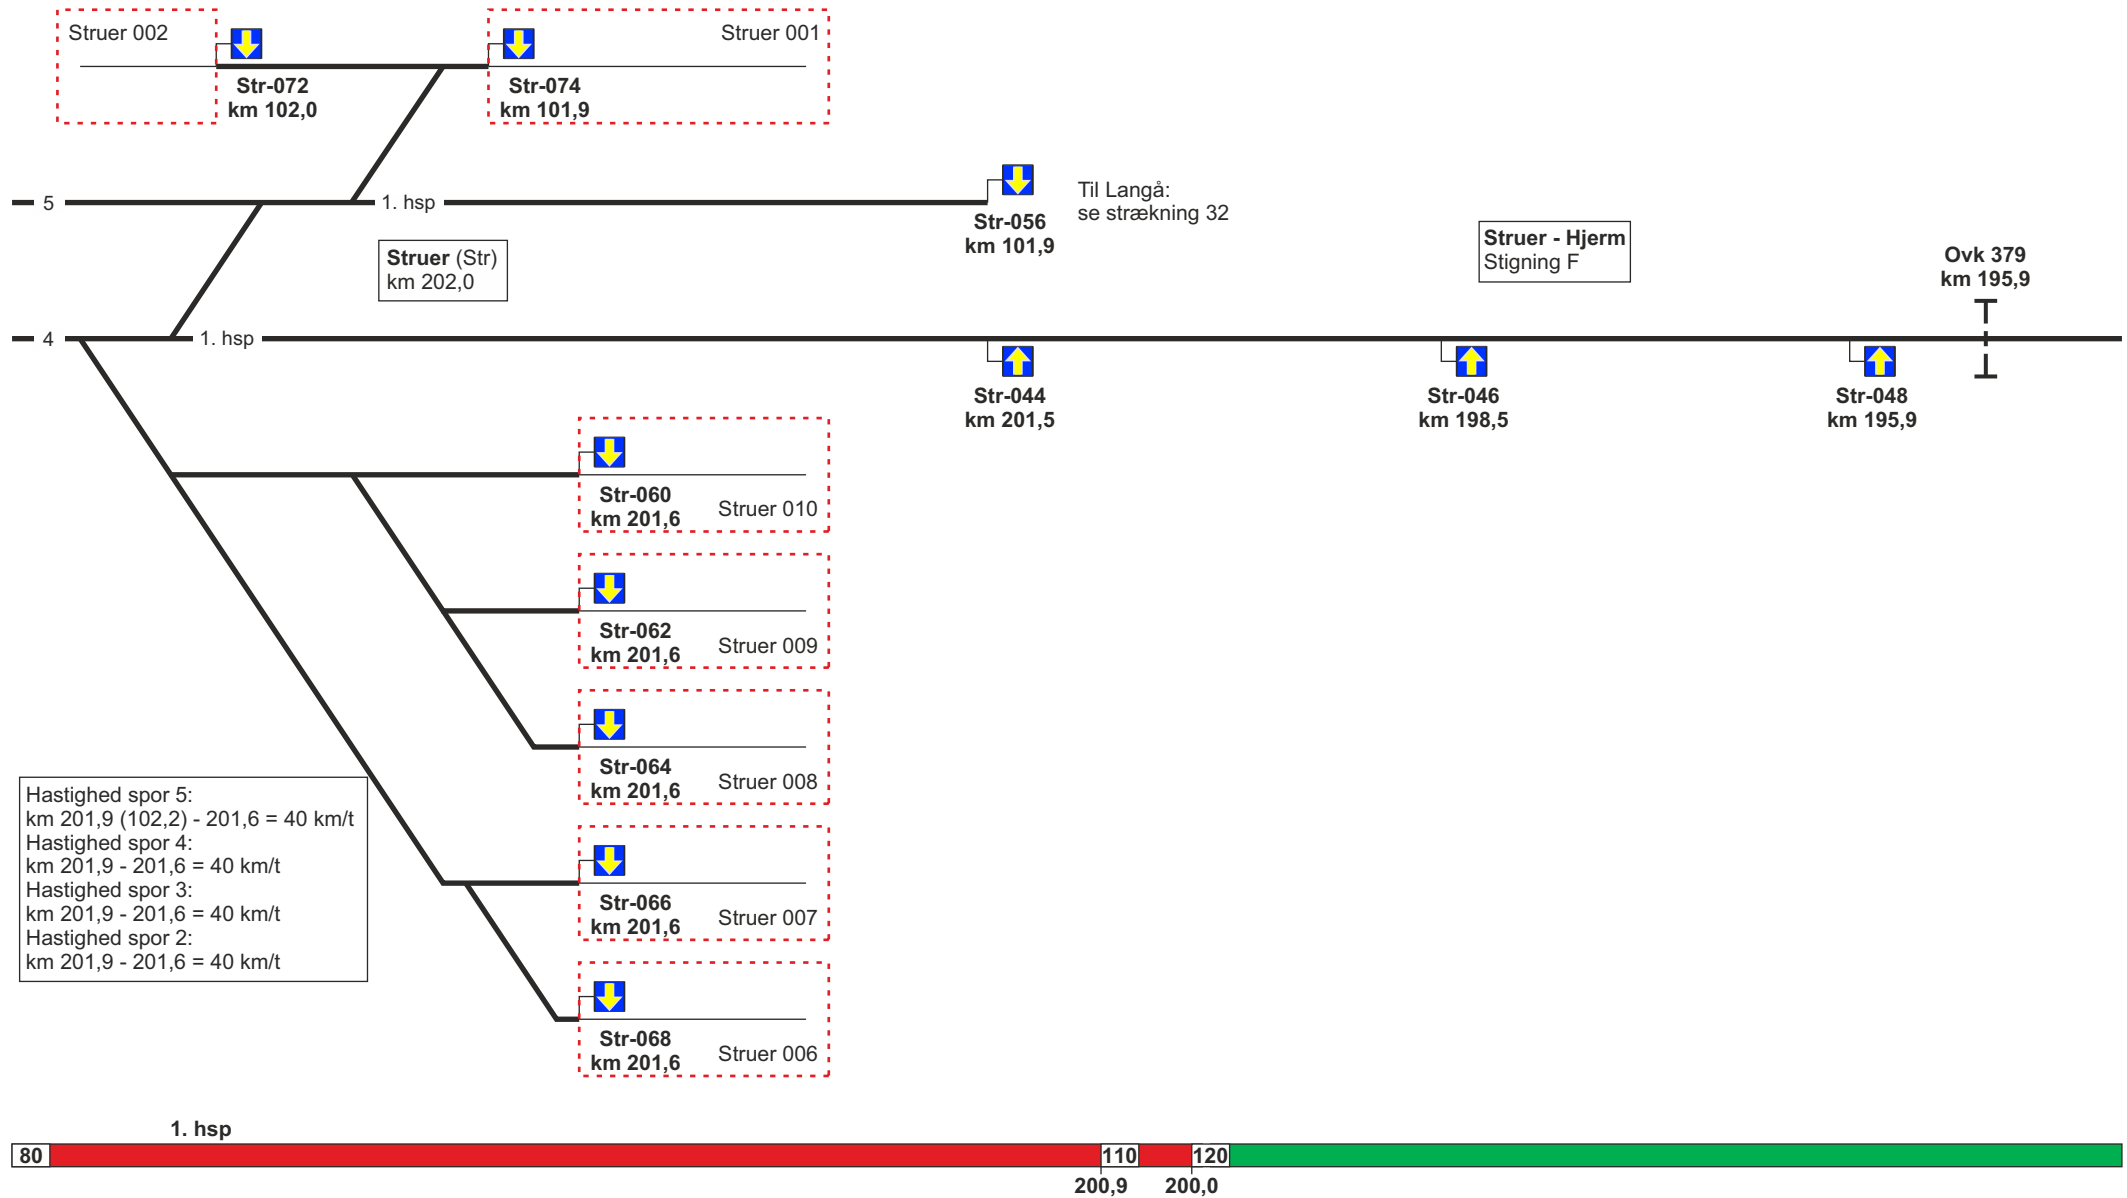 Struer 002
Str-072
km 102,0
Str-074
km 101,9
Struer 001
5
1. hsp
Str-056
km 101,9
Til Langå:
se strækning 32
Struer (Str)
km 202,0
Struer - Hjerm
Stigning F
Ovk 379
km 195,9
4
1. hsp
Str-044
km 201,5
Str-046
km 198,5
Str-048
km 195,9
Str-060
km 201,6
Struer 010
Str-062
km 201,6
Struer 009
Str-064
km 201,6
Struer 008
Hastighed spor 5:
km 201,9 (102,2) - 201,6 = 40 km/t
Hastighed spor 4:
km 201,9 - 201,6 = 40 km/t
Hastighed spor 3:
km 201,9 - 201,6 = 40 km/t
Hastighed spor 2:
km 201,9 - 201,6 = 40 km/t
Str-066
km 201,6
Struer 007
Str-068
km 201,6
Struer 006
1. hsp
80
110
120
200,9
200,0